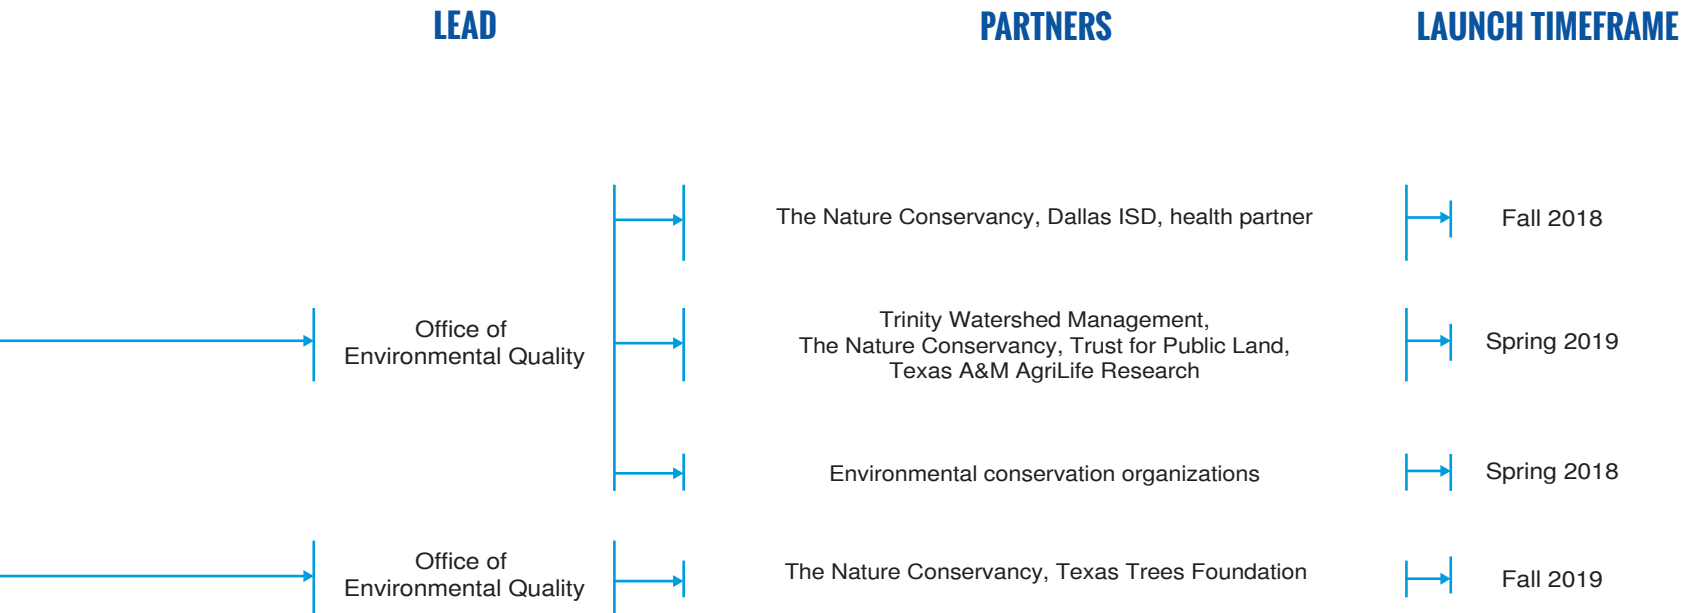 LEAD
PARTNERS
LAUNCH TIMEFRAME
The Nature Conservancy, Dallas ISD, health partner
Fall 2018
Office of
Environmental Quality
Trinity Watershed Management,
The Nature Conservancy, Trust for Public Land,
Texas A&M AgriLife Research
Spring 2019
Environmental conservation organizations
Spring 2018
Office of
Environmental Quality
The Nature Conservancy, Texas Trees Foundation
Fall 2019